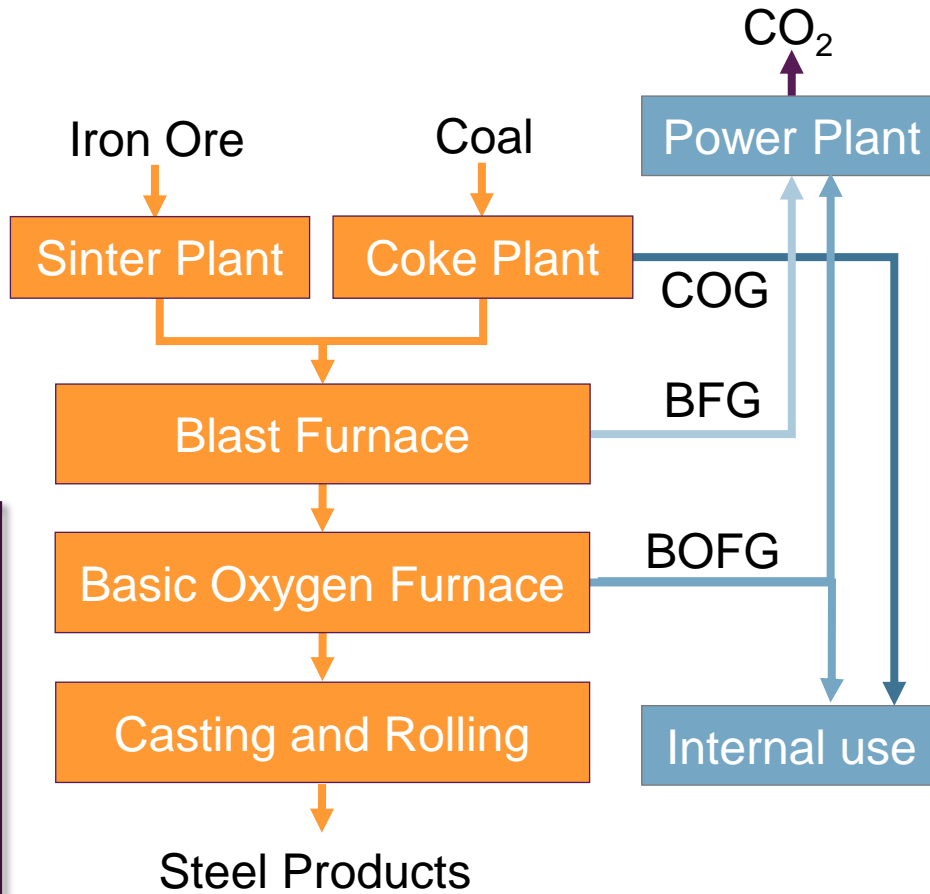 CO₂
Power Plant
Iron Ore
Coal
Sinter Plant
Coke Plant
COG
BFG
Blast Furnace
BOFG
Basic Oxygen Furnace
Casting and Rolling
Internal use
Steel Products